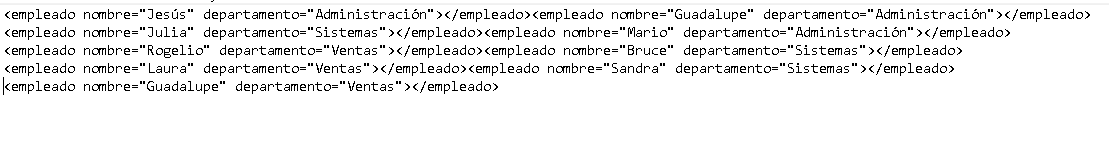 <empleado nombre="Jesús" departamento="Administración"></empleado><empleado nombre="Guadalupe" departamento="Administración"></empleado>
<empleado nombre="Julia" departamento="Sistemas"></empleado><empleado nombre="Mario" departamento="Administración"></empleado>
<empleado nombre="Rogelio" departamento="Ventas"></empleado><empleado nombre="Bruce" departamento="Sistemas"></empleado>
<empleado nombre="Laura" departamento="Ventas"></empleado><empleado nombre="Sandra" departamento="Sistemas"></empleado>
<empleado nombre="Guadalupe" departamento="Ventas"></empleado>